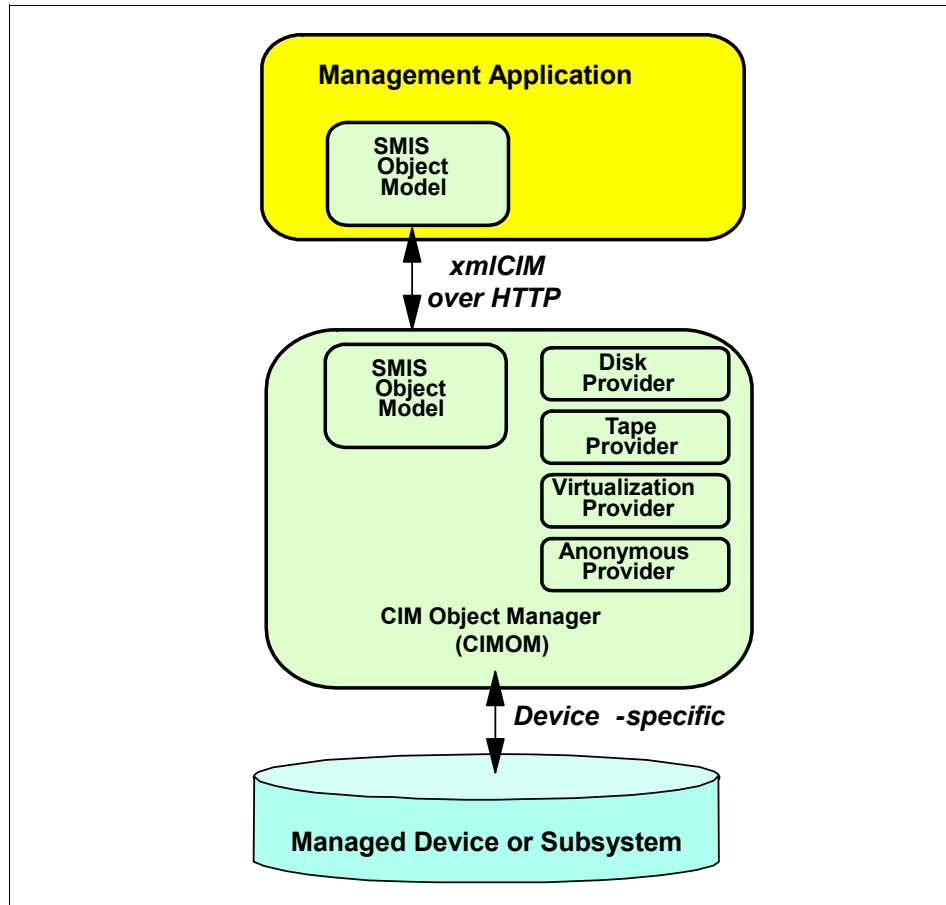 Management Application
SMIS
Object
Model
xmlCIM
over HTTP
SMIS
Object
Model
Disk
Provider
Tape
Provider
Virtualization
Provider
Anonymous
Provider
CIM Object Manager
(CIMOM)
Device -specific
Managed Device or Subsystem